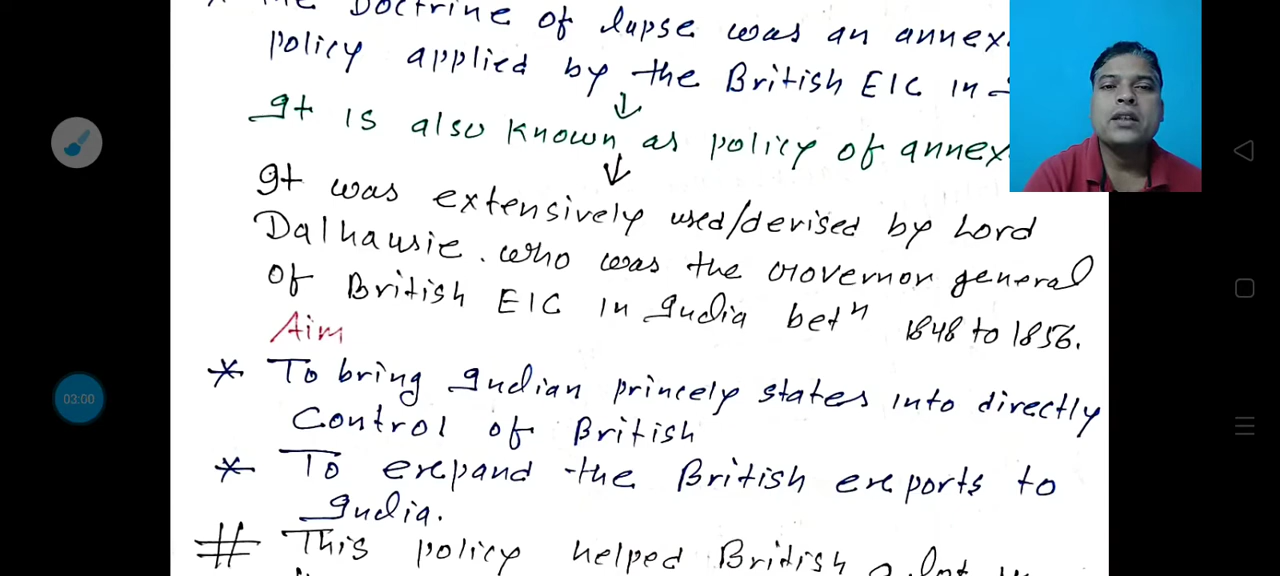 The Doctrine of lapse was an annex
policy applied by the British EIC in
It is also known as policy of annex
It was extensively used/devised by Lord
Dalhausie. who was the Governor general
of British EIC in India betⁿ 1848 to 1856.
Aim
* To bring Indian princely states into directly
Control of British
* To expand the British exports to
India.
# This policy helped British a lot
03:00